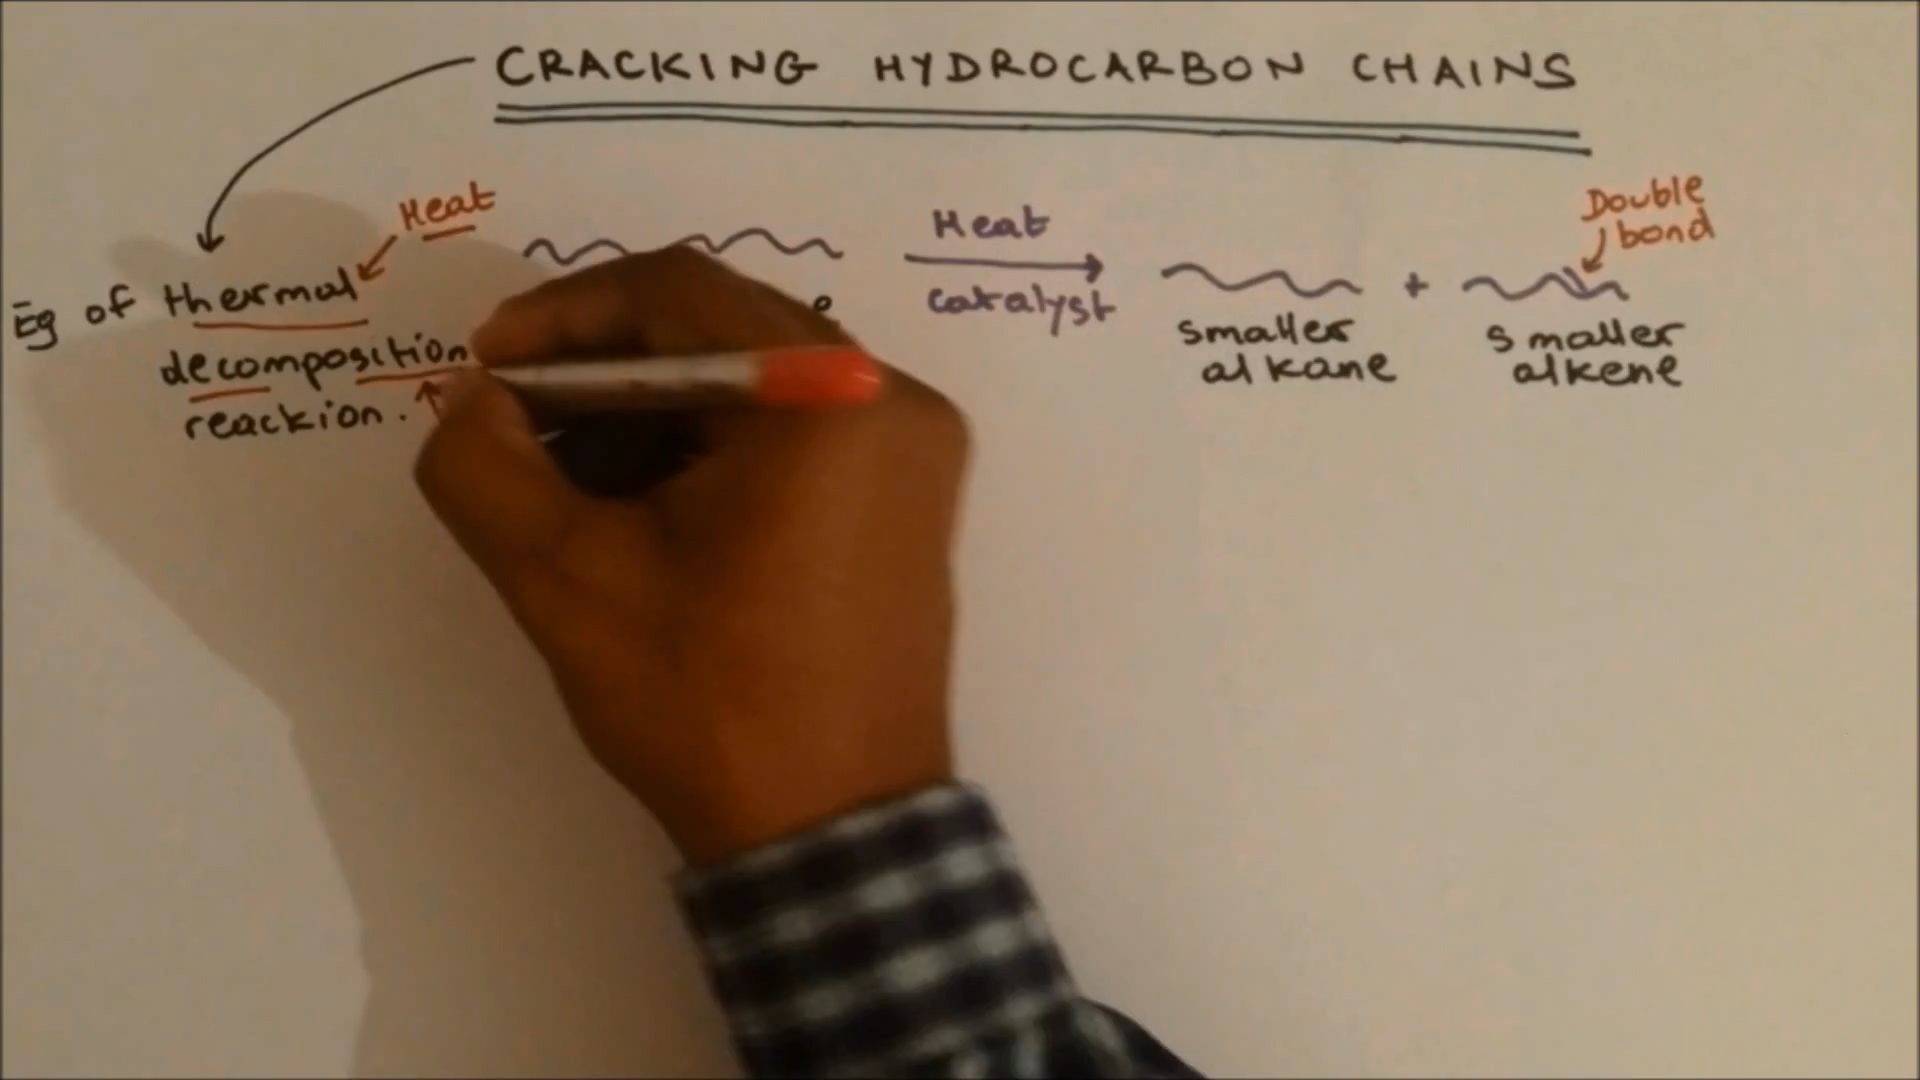 CRACKING HYDROCARBON CHAINS
Heat
Eg of thermal
decomposition
reaction.
Heat
catalyst
smaller
alkane
+
Double
bond
smaller
alkene